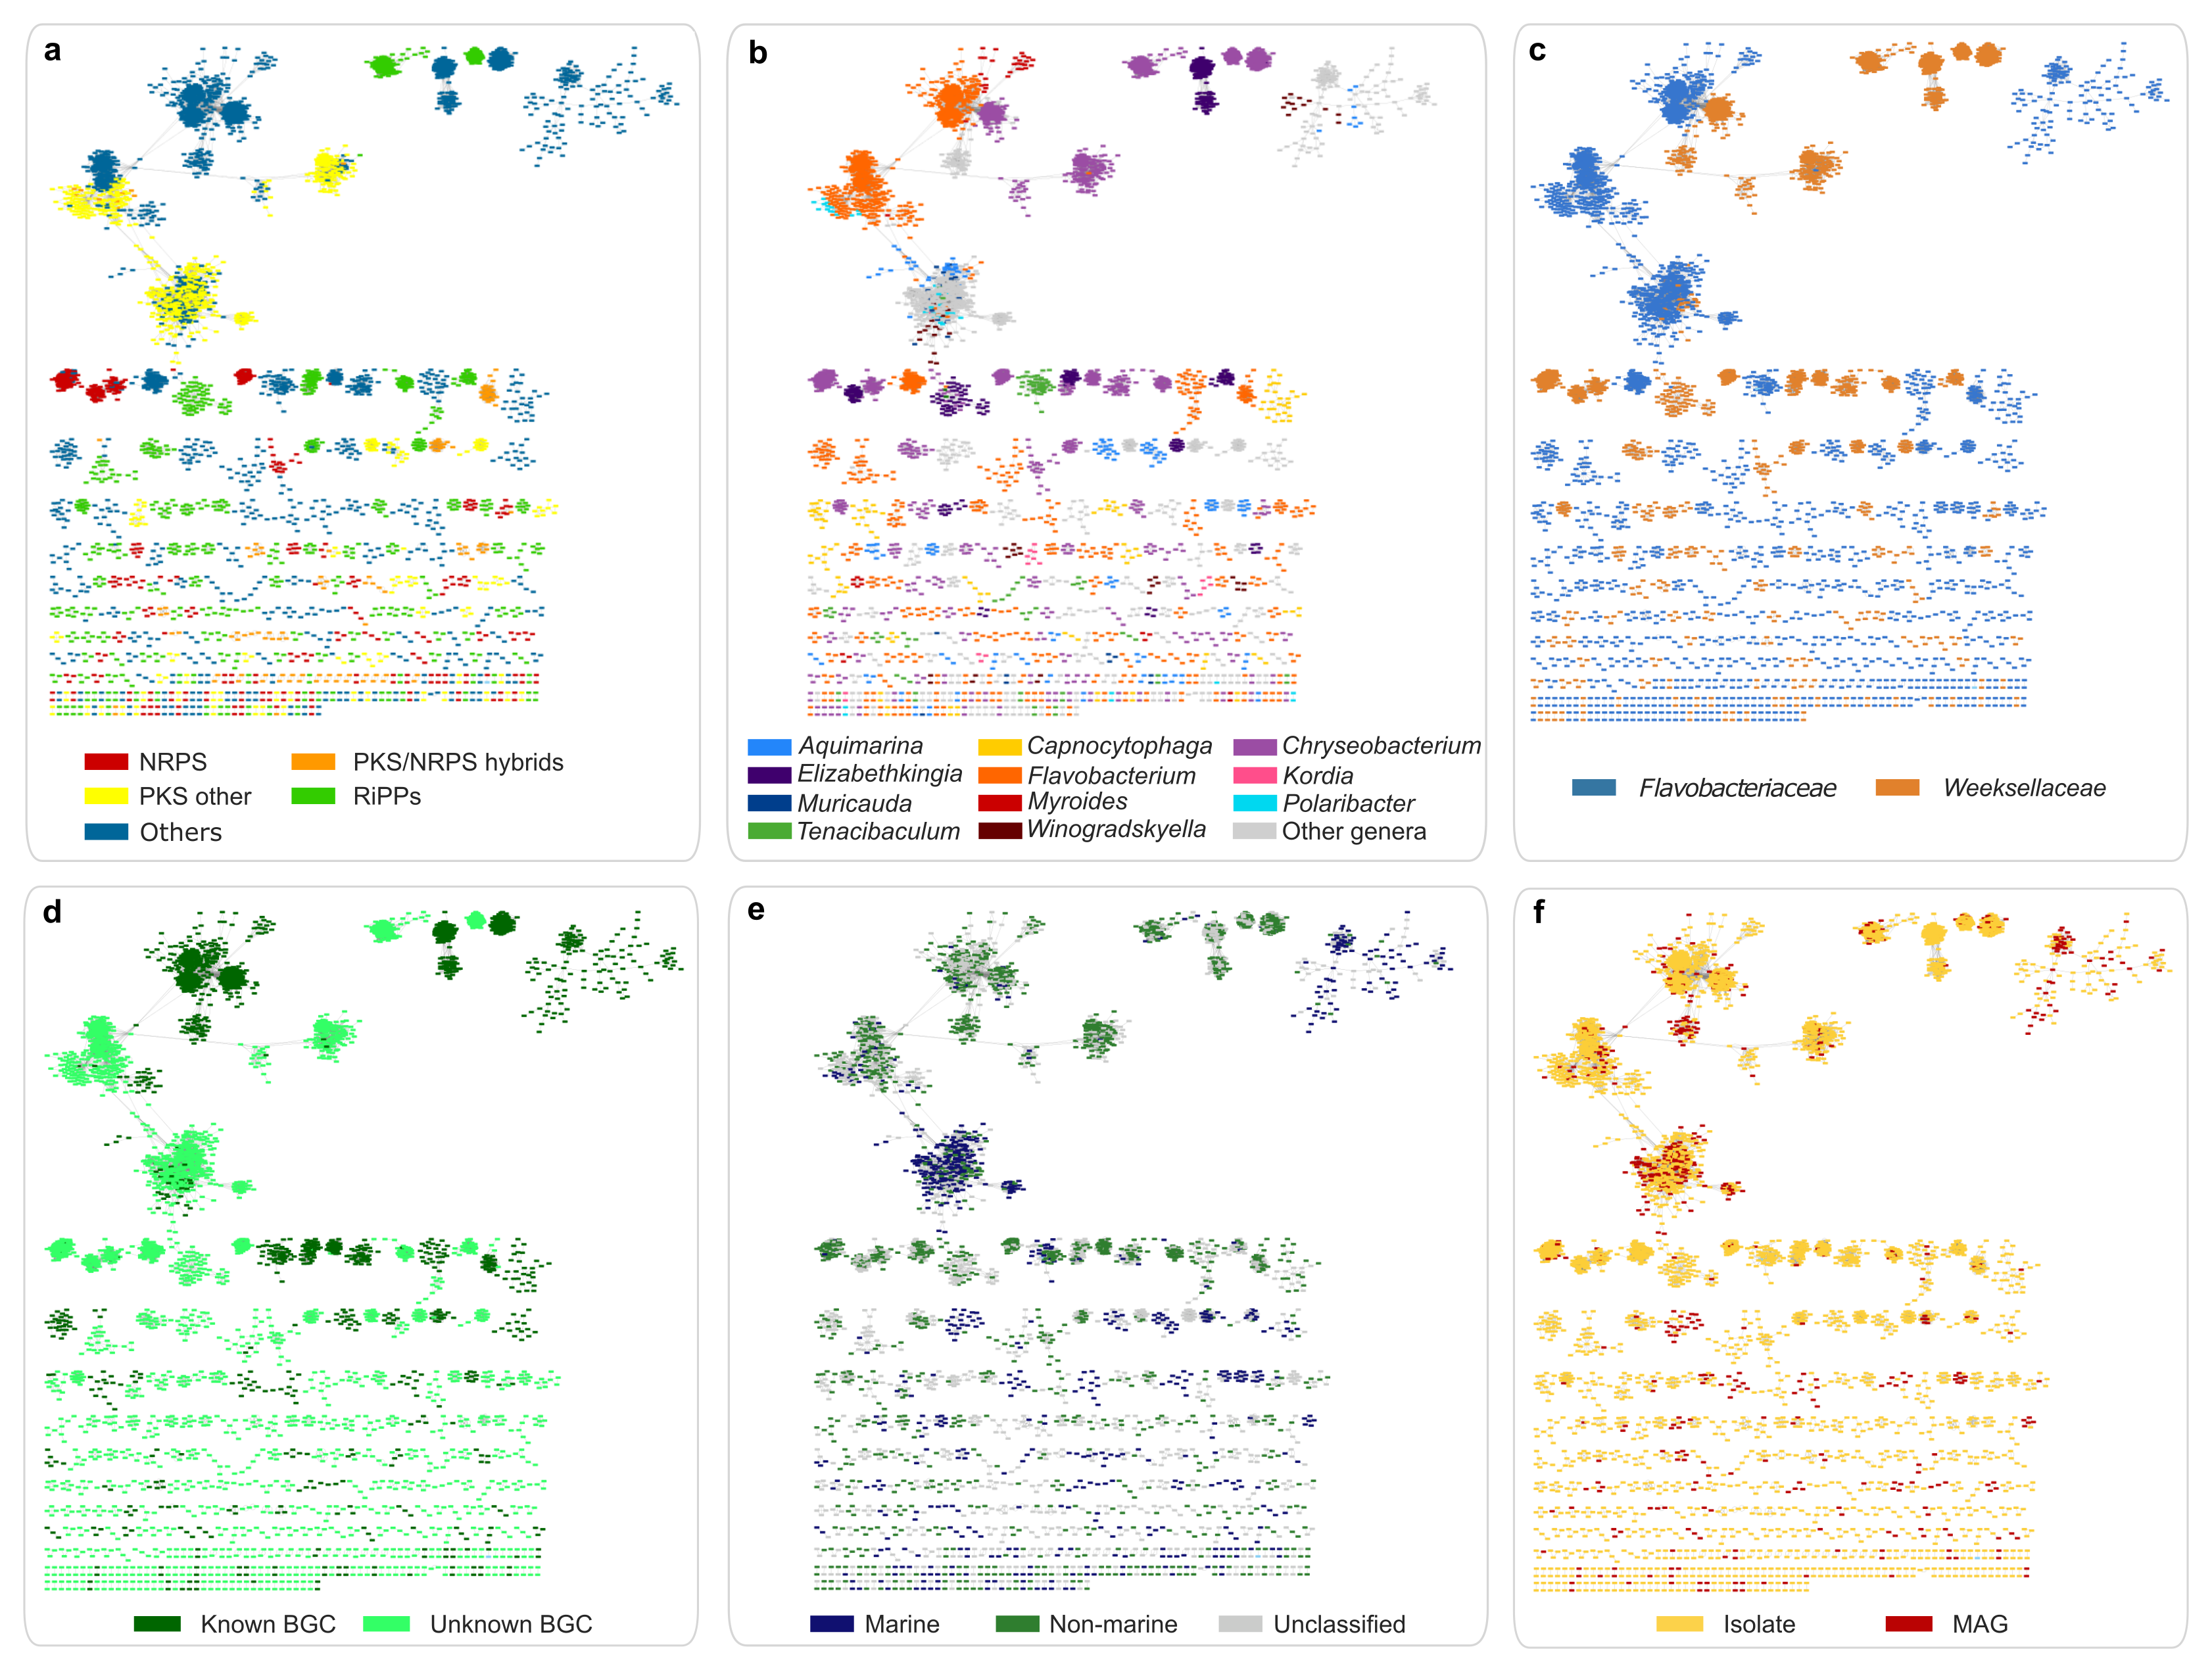 a
NRPS
PKS/NRPS hybrids
PKS other
RiPPs
Others
b
Aquimarina
Capnocytophaga
Chryseobacterium
Elizabethkingia
Flavobacterium
Kordia
Muricauda
Myroides
Polaribacter
Tenacibaculum
Winogradskyella
Other genera
c
Flavobacteriaceae
Weeksellaceae
d
Known BGC
Unknown BGC
e
Marine
Non-marine
Unclassified
f
Isolate
MAG